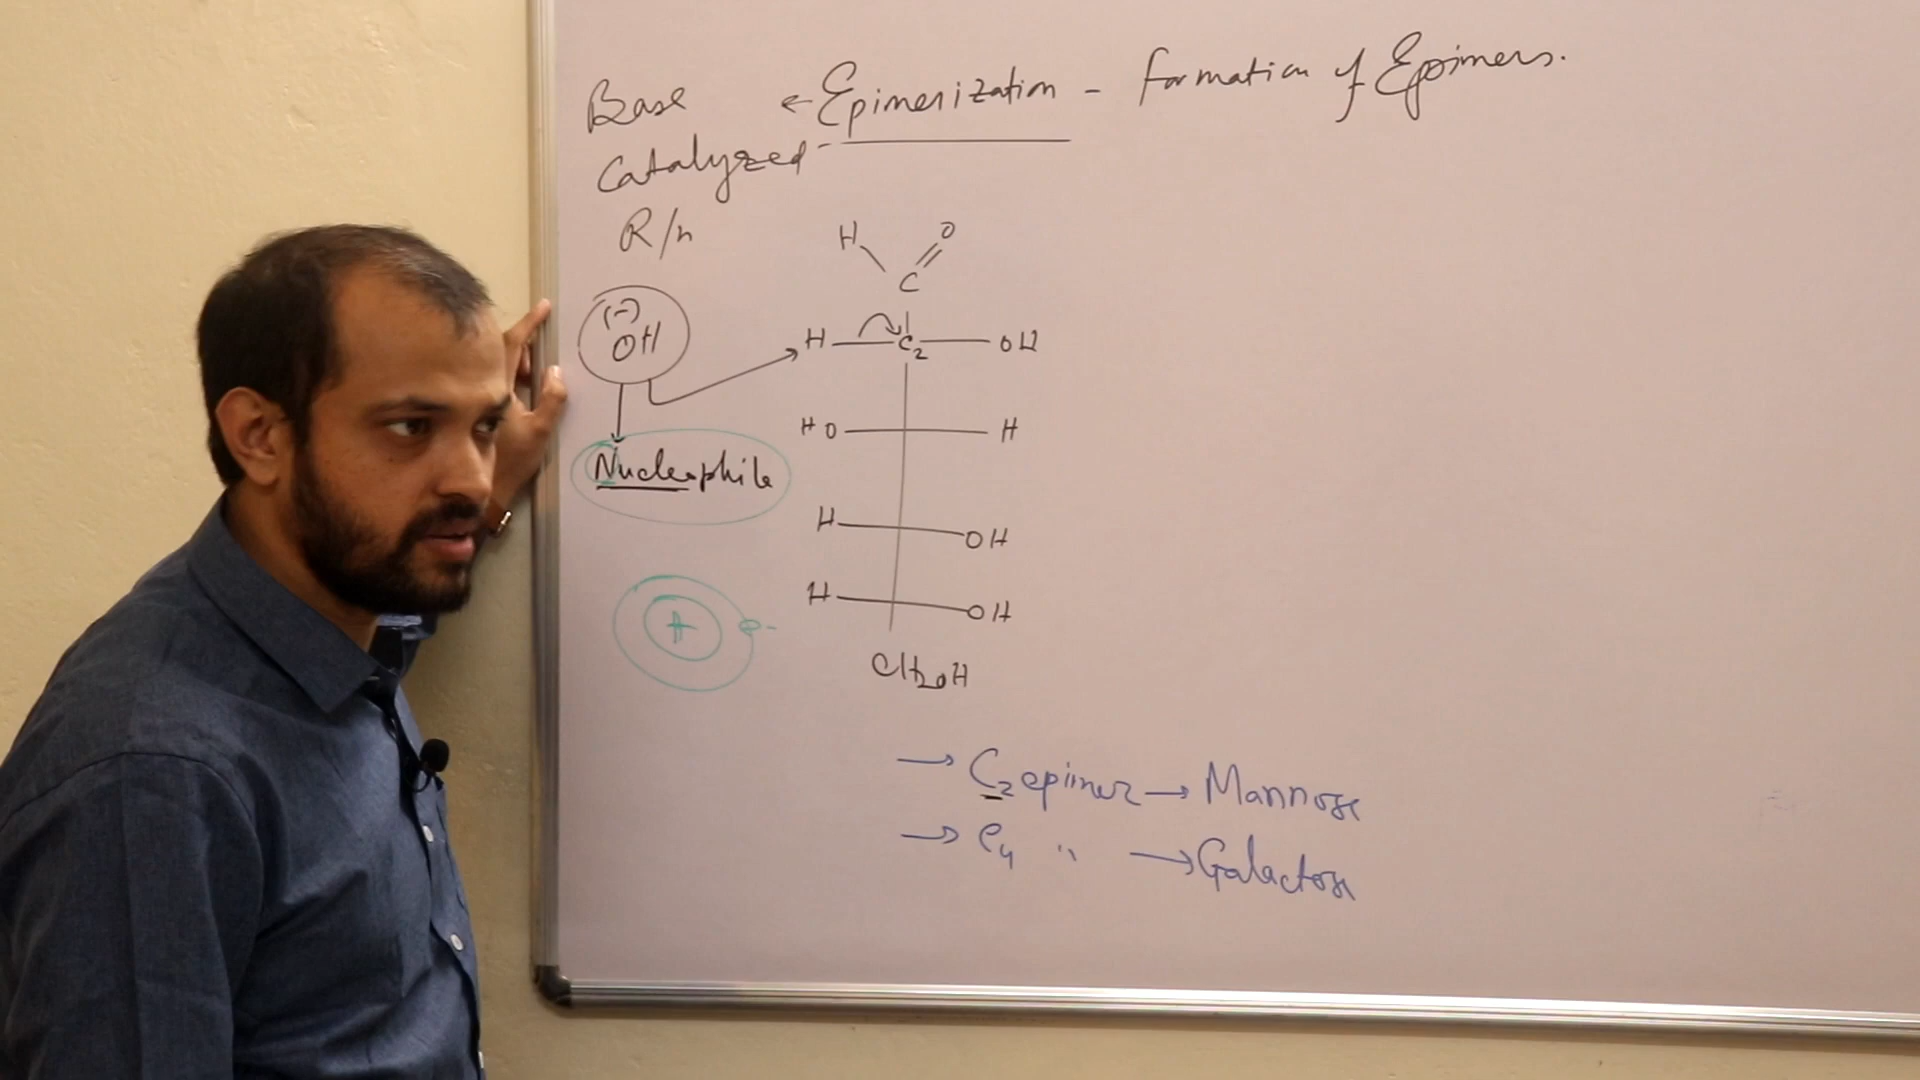 Base ← Epimerization - Formation of Epimers.
Catalyzed
R/n
H O
C
(-)
OH
H C2 OH
HO H
Nucleophile
H OH
H OH
+ e-
CH2OH
→ C2 epimer → Mannose
→ C4 " → Galactose